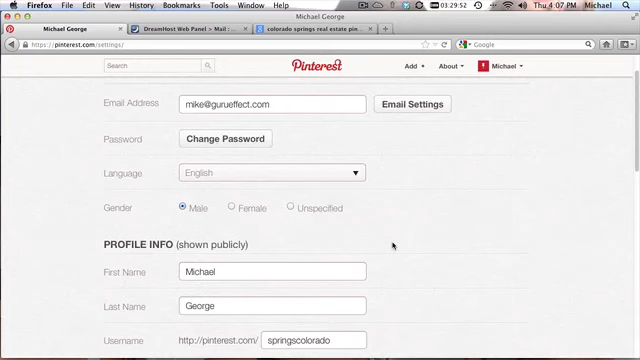 Firefox File Edit View History Bookmarks Tools Window Help 03:29:52 Thu 4:07 PM Michael
Michael George
Michael George DreamHost Web Panel > Mail : ... colorado springs real estate pin...
https://pinterest.com/settings/ Google
Search Pinterest Add + About Michael
Email Address mike@gurueffect.com Email Settings
Password Change Password
Language English
Gender Male Female Unspecified
PROFILE INFO (shown publicly)
First Name Michael
Last Name George
Username http://pinterest.com/ springscolorado